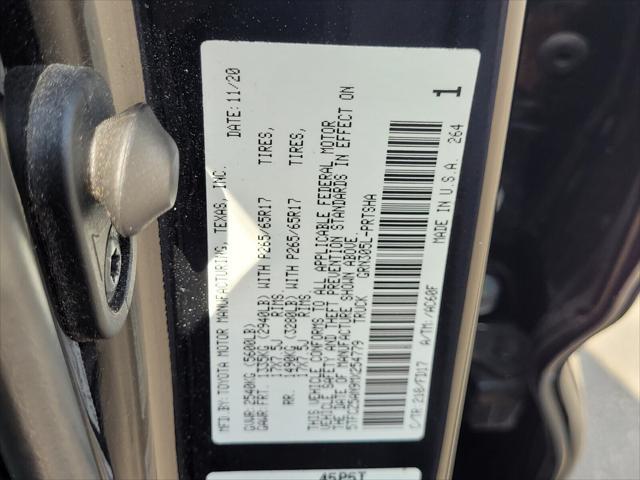 MFD.BY:TOYOTA MOTOR MANUFACTURING, TEXAS, INC. DATE: 11/20
GVWR: 2540KG (5600LB)
GAWR: FRT. 1335KG (2940LB) WITH P265/65R17 TIRES,
17X7.5J RIMS.
RR. 1490KG (3280LB) WITH P265/65R17 TIRES,
17X7.5J RIMS.
THIS VEHICLE CONFORMS TO ALL APPLICABLE FEDERAL MOTOR
VEHICLE SAFETY AND THEFT PREVENTION STANDARDS IN EFFECT ON
THE DATE OF MANUFACTURE SHOWN ABOVE.
TRUCK GRN305L-PRTSMA
C/TR:218/FD17
A/TM:-/AC60F
MADE IN U.S.A. 264
1
45P5T